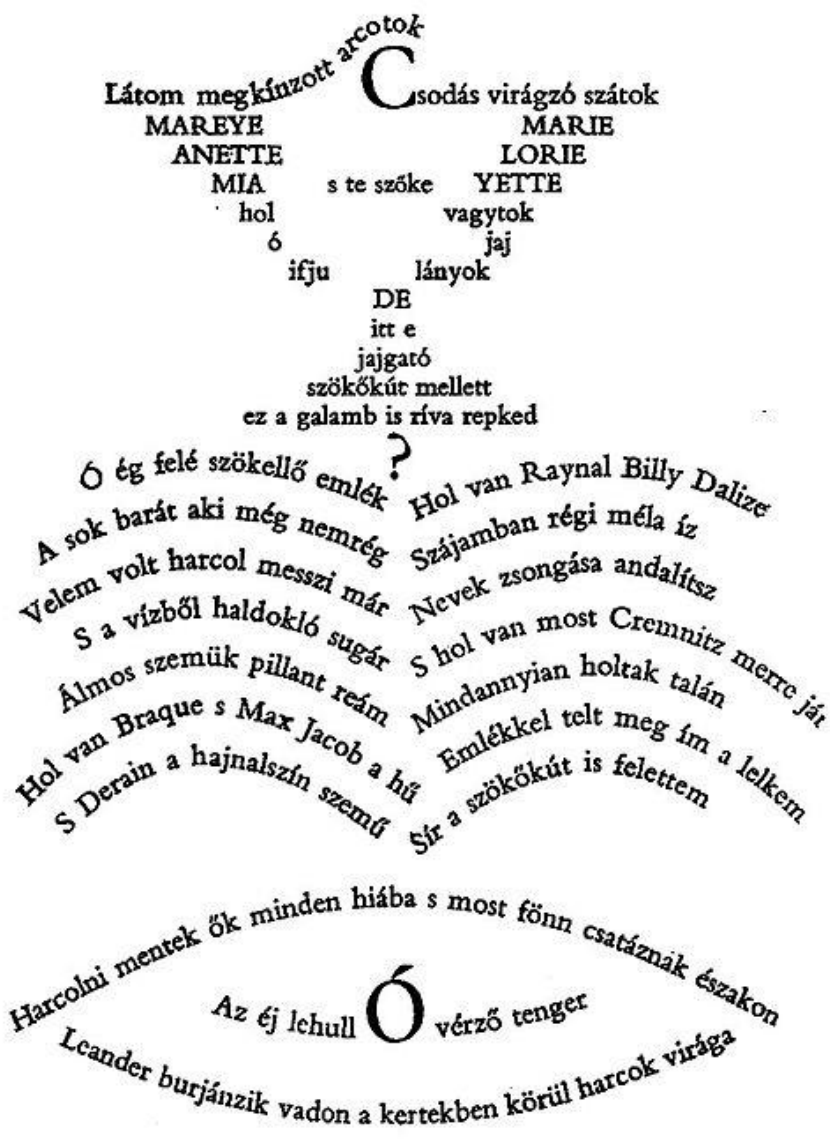 Látom megkínzott arcotok
Csodás virágzó szátok
MAREYE MARIE
ANETTE LORIE
MIA s te szőke YETTE
hol vagytok
ó jaj
ifju lányok
DE
itt e
jajgató
szökőkút mellett
ez a galamb is ríva repked
?
Ó ég felé szökellő emlék
A sok barát aki még nemrég
Velem volt harcol messzi már
S a vízből haldokló sugár
Álmos szemük pillant reám
Hol van Braque s Max Jacob a hű
S Derain a hajnalszín szemű
Hol van Raynal Billy Dalize
Szájamban régi méla íz
Nevek zsongása andalítsz
S hol van most Cremnitz merre jár
Mindannyian holtak talán
Emlékkel telt meg ím a lelkem
Sír a szökőkút is felettem
Harcolni mentek ők minden hiába s most fönn csatáznak északon
Az éj lehull Ó vérző tenger
Leander burjánzik vadon a kertekben körül harcok virága